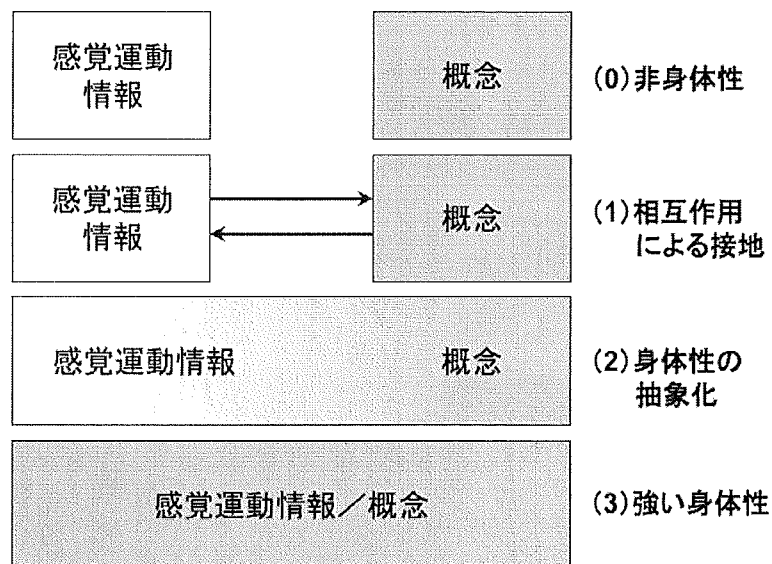 感覚運動
情報
概念
(0)非身体性
感覚運動
情報
概念
(1)相互作用
による接地
感覚運動情報
概念
(2)身体性の
抽象化
感覚運動情報/概念
(3)強い身体性